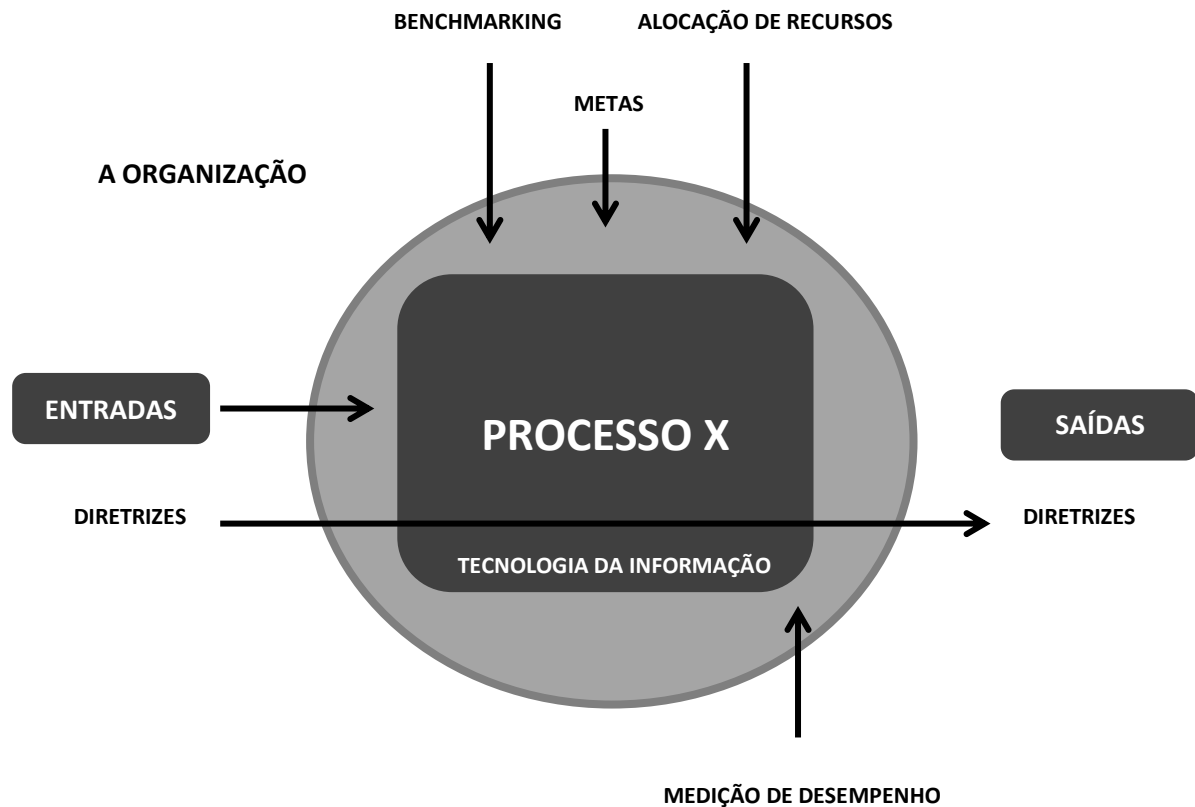 BENCHMARKING
ALOCAÇÃO DE RECURSOS
METAS
A ORGANIZAÇÃO
ENTRADAS
PROCESSO X
SAÍDAS
DIRETRIZES
DIRETRIZES
TECNOLOGIA DA INFORMAÇÃO
MEDIÇÃO DE DESEMPENHO